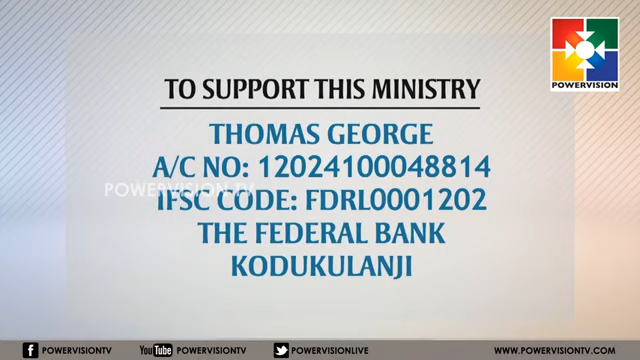 POWERVISION
TO SUPPORT THIS MINISTRY
THOMAS GEORGE
A/C NO: 12024100048814
POWERVISION TV
IFSC CODE: FDRL0001202
THE FEDERAL BANK
KODUKULANJI
f POWERVISIONTV YouTube POWERVISIONTV POWERVISIONLIVE WWW.POWERVISIONTV.COM